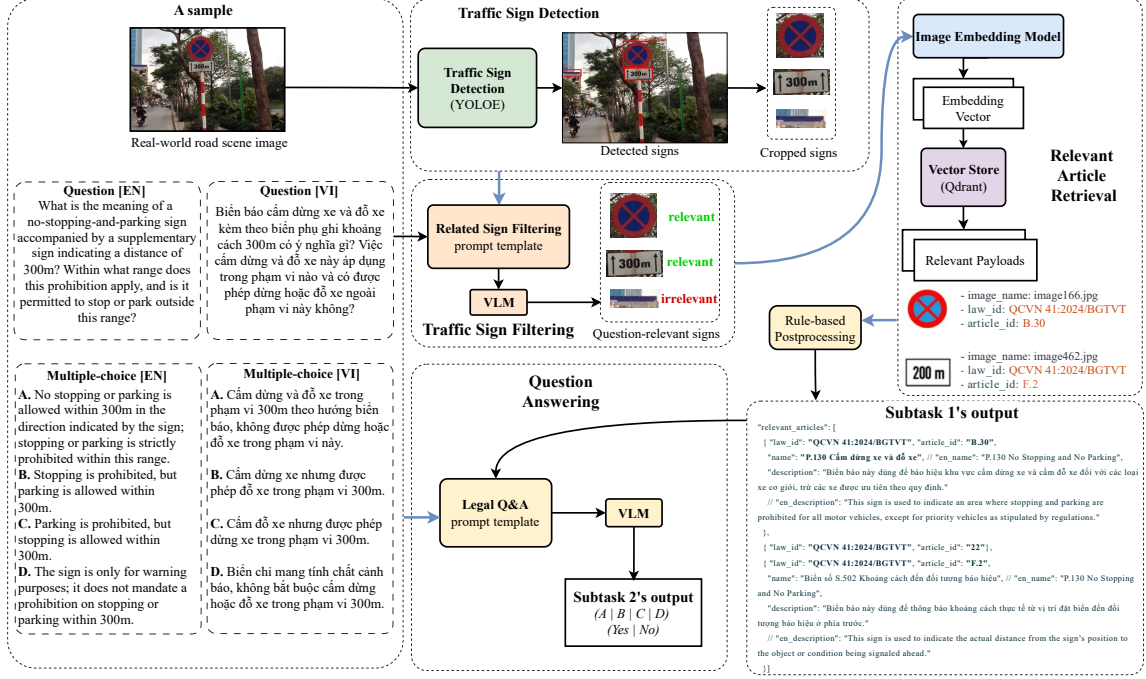 A sample
Real-world road scene image
Question [EN]
What is the meaning of a
no-stopping-and-parking sign
accompanied by a supplementary
sign indicating a distance of
300m? Within what range does
this prohibition apply, and is it
permitted to stop or park outside
this range?
Question [VI]
Biển báo cấm dừng xe và đỗ xe
kèm theo biển phụ ghi khoảng
cách 300m có ý nghĩa gì? Việc
cấm dừng và đỗ xe này áp dụng
trong phạm vi nào và có được
phép dừng hoặc đỗ xe ngoài
phạm vi này không?
Multiple-choice [EN]
A. No stopping or parking is
allowed within 300m in the
direction indicated by the sign;
stopping or parking is strictly
prohibited within this range.
B. Stopping is prohibited, but
parking is allowed within
300m.
C. Parking is prohibited, but
stopping is allowed within
300m.
D. The sign is only for warning
purposes; it does not mandate a
prohibition on stopping or
parking within 300m.
Multiple-choice [VI]
A. Cấm dừng và đỗ xe trong
phạm vi 300m theo hướng biển
báo, không được phép dừng hoặc
đỗ xe trong phạm vi này.
B. Cấm dừng xe nhưng được
phép đỗ xe trong phạm vi 300m.
C. Cấm đỗ xe nhưng được phép
dừng xe trong phạm vi 300m.
D. Biển chỉ mang tính chất cảnh
báo, không bắt buộc cấm dừng
hoặc đỗ xe trong phạm vi 300m.
Traffic Sign Detection
Traffic Sign
Detection
(YOLOE)
300m
Detected signs
300m
Cropped signs
Related Sign Filtering
prompt template
VLM
Traffic Sign Filtering
relevant
300m
relevant
irrelevant
Question-relevant signs
Image Embedding Model
Embedding
Vector
Vector Store
(Qdrant)
Relevant Payloads
Relevant
Article
Retrieval
- image_name: image166.jpg
- law_id: QCVN 41:2024/BGTVT
- article_id: B.30
200 m
- image_name: image462.jpg
- law_id: QCVN 41:2024/BGTVT
- article_id: F.2
Rule-based
Postprocessing
Question
Answering
Legal Q&A
prompt template
VLM
Subtask 2's output
(A | B | C | D)
(Yes | No)
Subtask 1's output
"relevant_articles": [
{ "law_id": "QCVN 41:2024/BGTVT", "article_id": "B.30",
"name": "P.130 Cấm dừng xe và đỗ xe", // "en_name": "P.130 No Stopping and No Parking",
"description": "Biển báo này dùng để báo hiệu khu vực cấm dừng xe và cấm đỗ xe đối với các loại
xe cơ giới, trừ các xe được ưu tiên theo quy định."
// "en_description": "This sign is used to indicate an area where stopping and parking are
prohibited for all motor vehicles, except for priority vehicles as stipulated by regulations."
},
{ "law_id": "QCVN 41:2024/BGTVT", "article_id": "22"},
{ "law_id": "QCVN 41:2024/BGTVT", "article_id": "F.2",
"name": "Biển số S.502 Khoảng cách đến đối tượng báo hiệu", // "en_name": "P.130 No Stopping
and No Parking",
"description": "Biển báo này dùng để thông báo khoảng cách thực tế từ vị trí đặt biển đến đối
tượng báo hiệu ở phía trước."
// "en_description": "This sign is used to indicate the actual distance from the sign's position to
the object or condition being signaled ahead."
}]